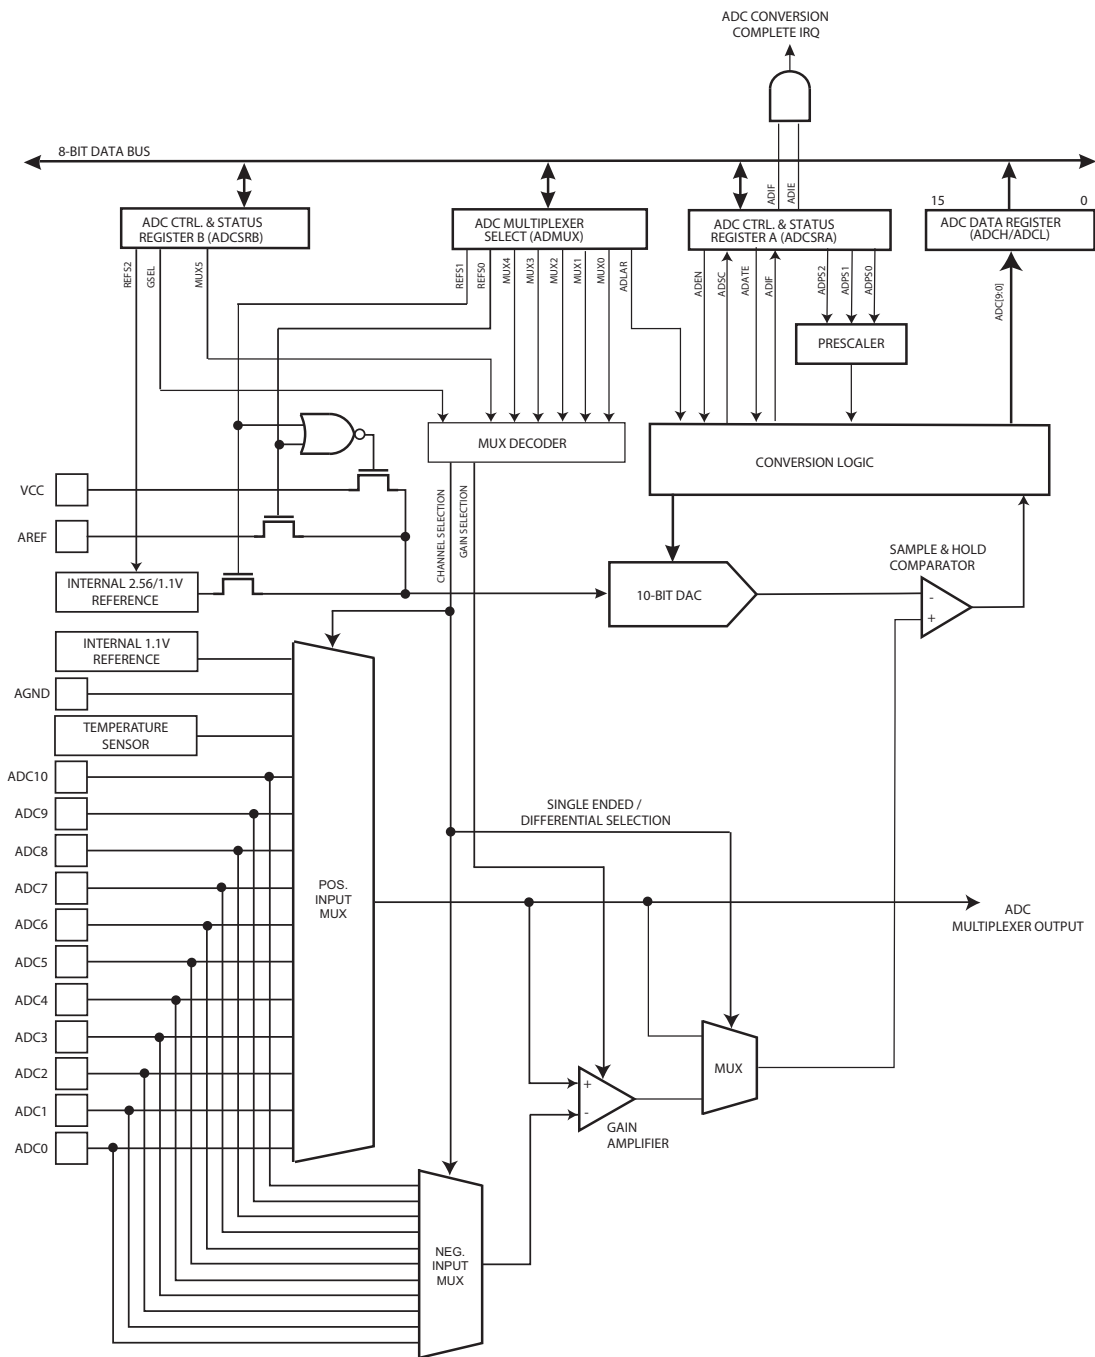 ADC CONVERSION
COMPLETE IRQ
8-BIT DATA BUS
ADIF
ADIE
15
0
ADC CTRL. & STATUS
REGISTER B (ADCSRB)
ADC MULTIPLEXER
SELECT (ADMUX)
ADC CTRL. & STATUS
REGISTER A (ADCSRA)
ADC DATA REGISTER
(ADCH/ADCL)
REFS2
GSEL
MUX5
REFS1
REFS0
MUX4
MUX3
MUX2
MUX1
MUX0
ADLAR
ADEN
ADSC
ADATE
ADIF
ADPS2
ADPS1
ADPS0
ADC[9:0]
PRESCALER
MUX DECODER
CONVERSION LOGIC
VCC
AREF
CHANNEL SELECTION
GAIN SELECTION
INTERNAL 2.56/1.1V
REFERENCE
10-BIT DAC
SAMPLE & HOLD
COMPARATOR
-
+
INTERNAL 1.1V
REFERENCE
AGND
TEMPERATURE
SENSOR
ADC10
ADC9
ADC8
ADC7
ADC6
ADC5
ADC4
ADC3
ADC2
ADC1
ADC0
POS.
INPUT
MUX
SINGLE ENDED /
DIFFERENTIAL SELECTION
ADC
MULTIPLEXER OUTPUT
MUX
+
-
GAIN
AMPLIFIER
NEG.
INPUT
MUX